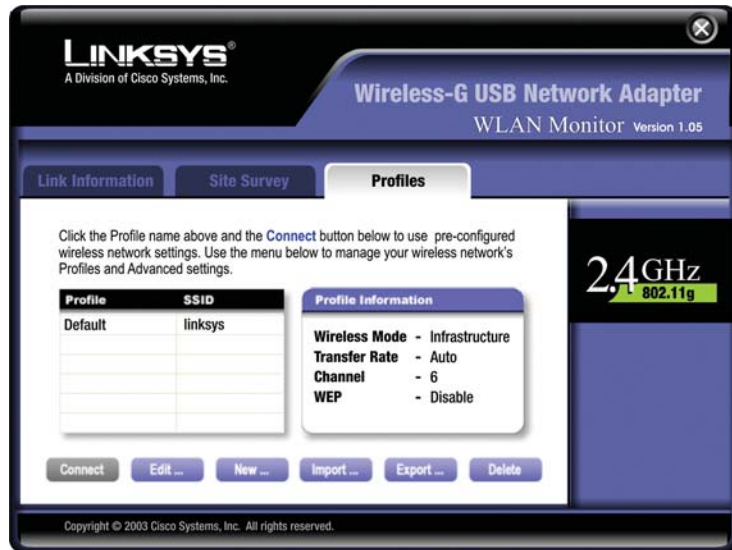 LINKSYS®
A Division of Cisco Systems, Inc.
Wireless-G USB Network Adapter
WLAN Monitor Version 1.05
Link Information Site Survey Profiles
Click the Profile name above and the Connect button below to use pre-configured
wireless network settings. Use the menu below to manage your wireless network's
Profiles and Advanced settings.
Profile SSID
Default linksys
Profile Information
Wireless Mode - Infrastructure
Transfer Rate - Auto
Channel - 6
WEP - Disable
2.4GHz
802.11g
Connect Edit ... New ... Import ... Export ... Delete
Copyright © 2003 Cisco Systems, Inc. All rights reserved.